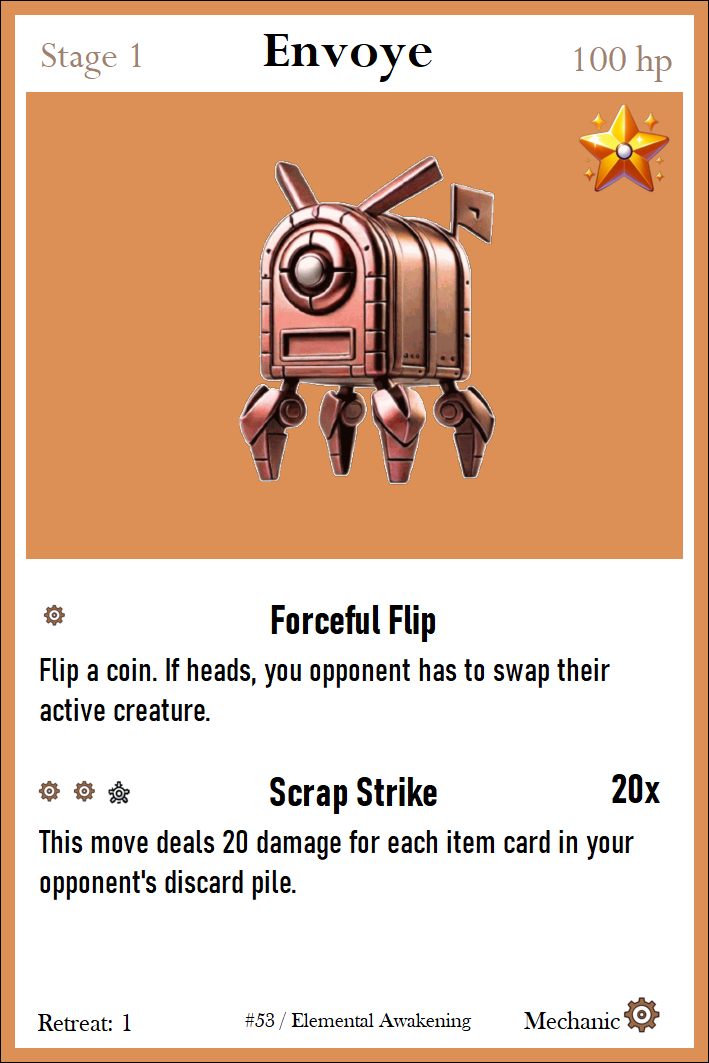 Stage 1
Envoye
100 hp
Forceful Flip
Flip a coin. If heads, you opponent has to swap their
active creature.
Scrap Strike
20x
This move deals 20 damage for each item card in your
opponent's discard pile.
Retreat: 1
#53 / Elemental Awakening
Mechanic